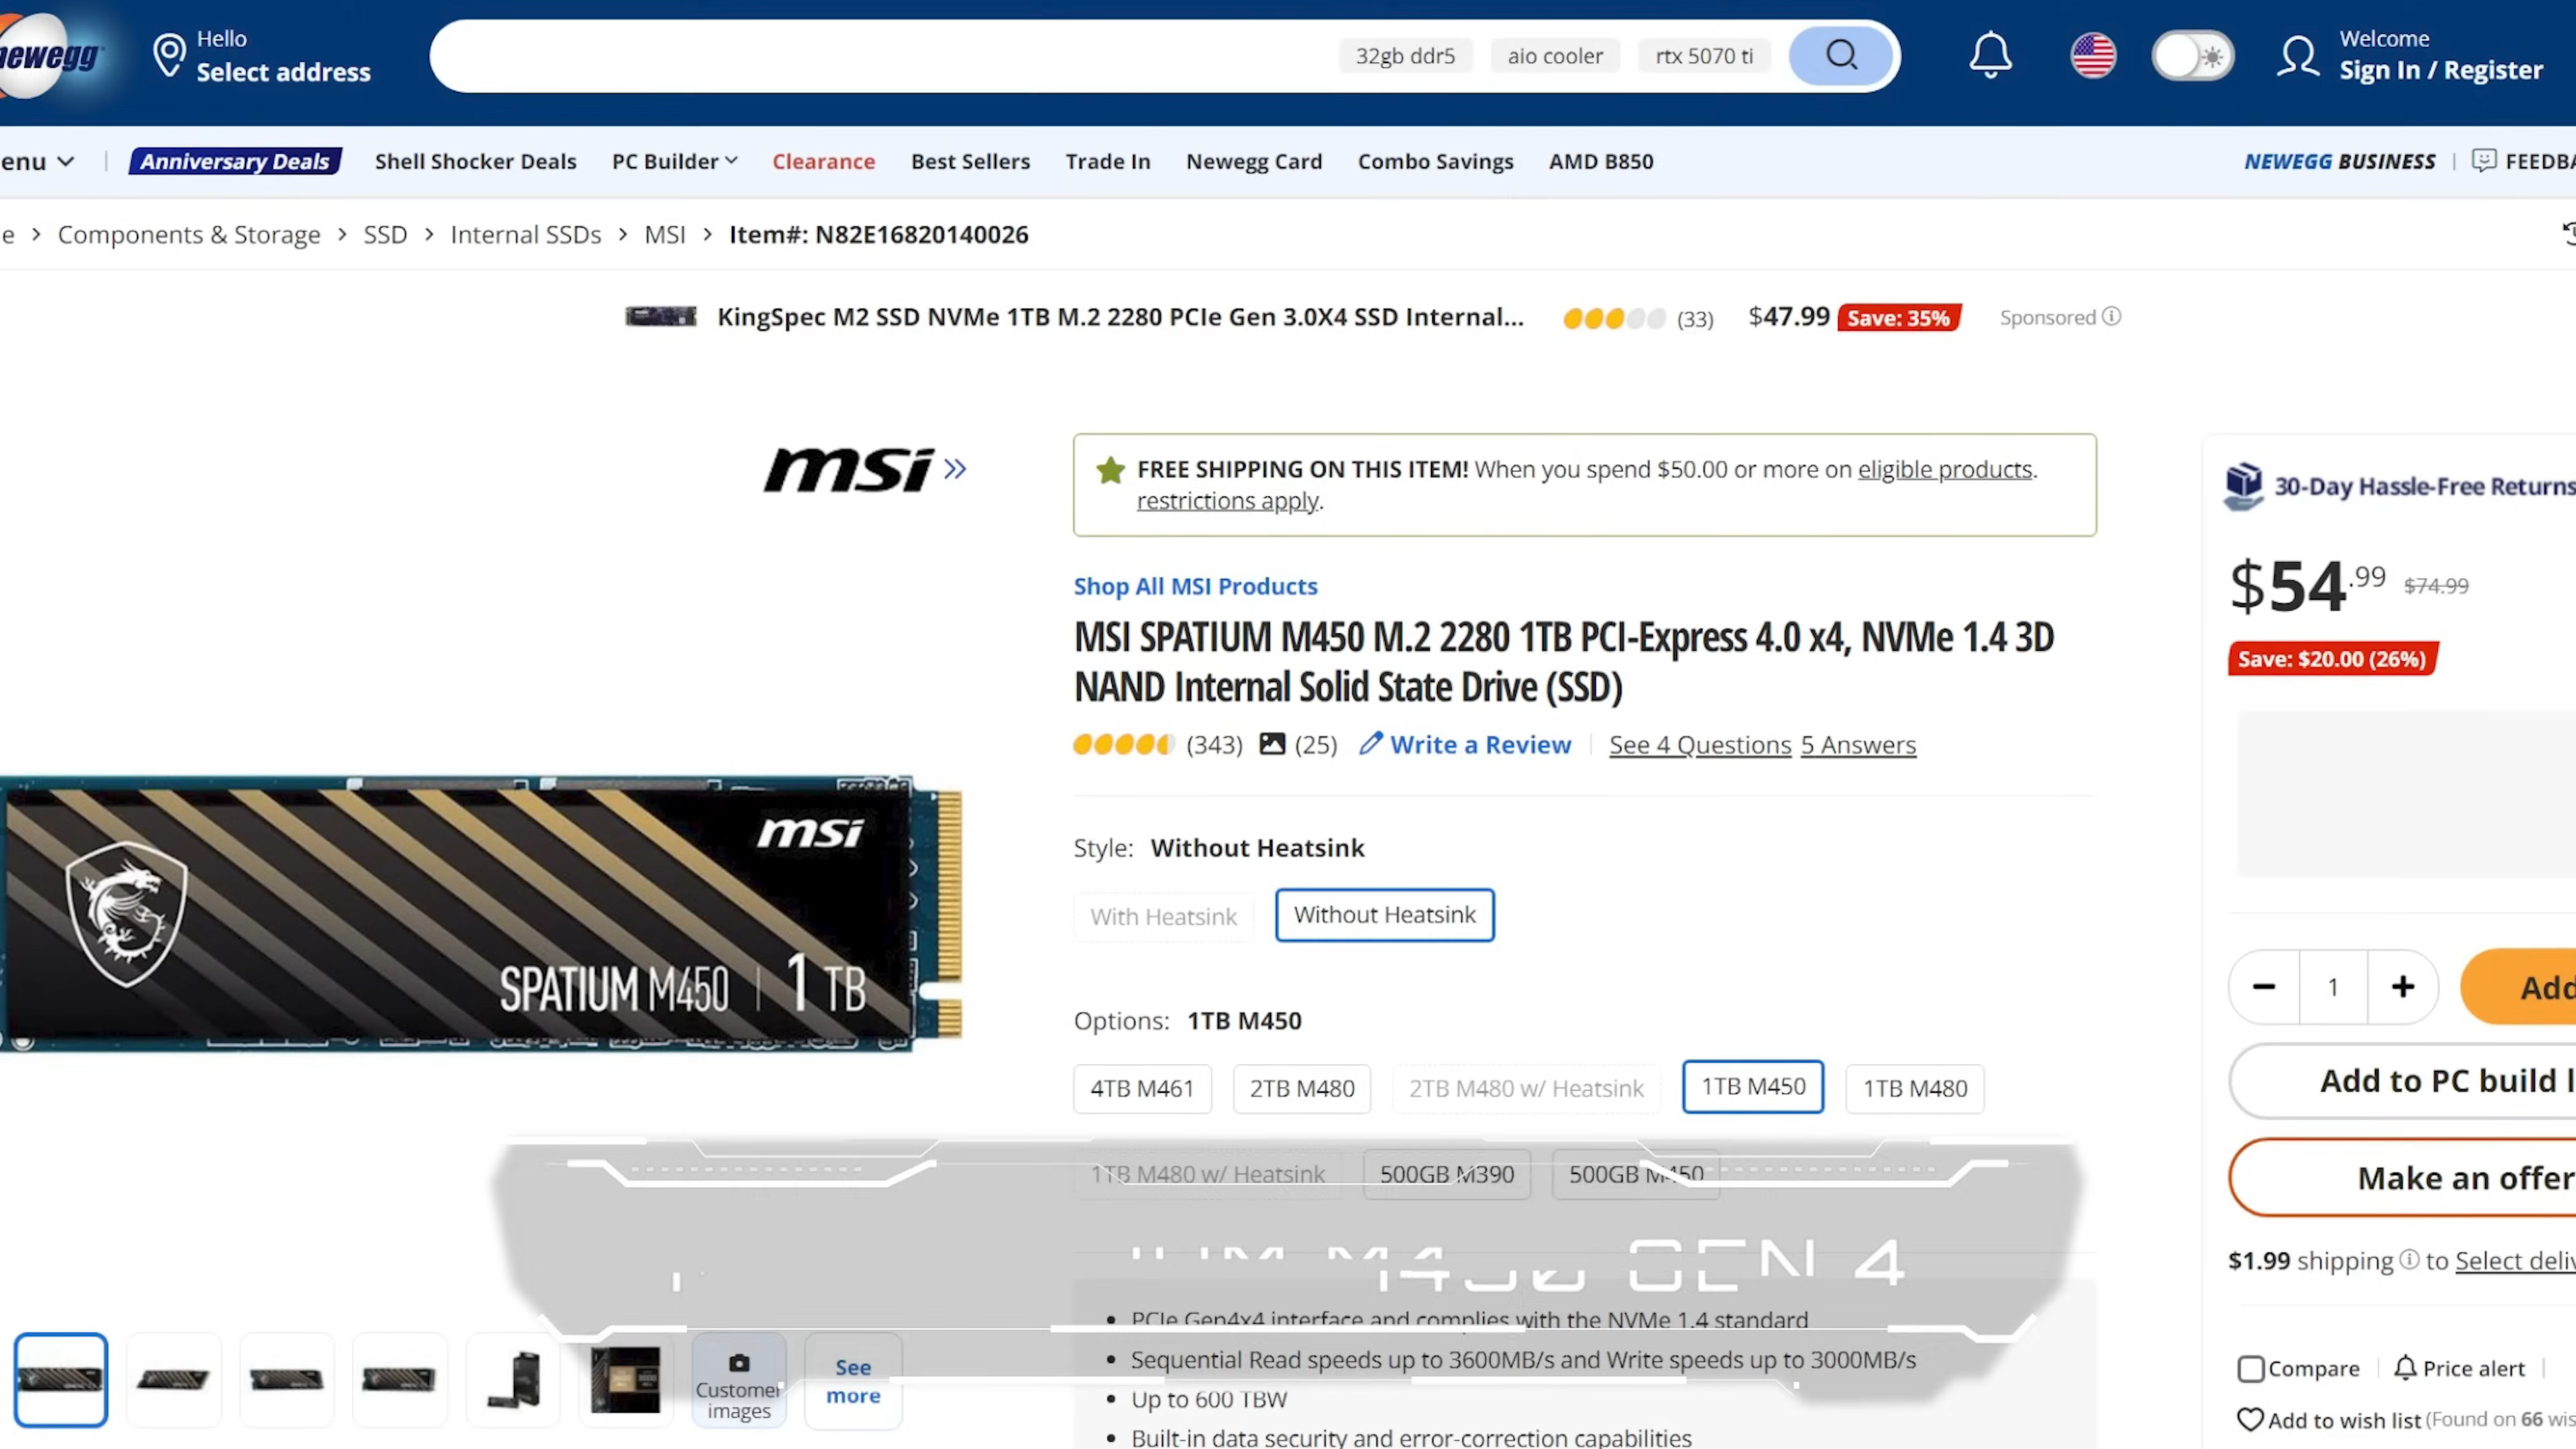 newegg
Hello
Select address
32gb ddr5
aio cooler
rtx 5070 ti
Welcome
Sign In / Register
enu
Anniversary Deals
Shell Shocker Deals
PC Builder
Clearance
Best Sellers
Trade In
Newegg Card
Combo Savings
AMD B850
NEWEGG BUSINESS
FEEDBA
e > Components & Storage > SSD > Internal SSDs > MSI > Item#: N82E16820140026
KingSpec M2 SSD NVMe 1TB M.2 2280 PCIe Gen 3.0X4 SSD Internal...
(33)
$47.99
Save: 35%
Sponsored
msi
FREE SHIPPING ON THIS ITEM! When you spend $50.00 or more on eligible products.
restrictions apply.
30-Day Hassle-Free Returns
$54.99 $74.99
Save: $20.00 (26%)
Shop All MSI Products
MSI SPATIUM M450 M.2 2280 1TB PCI-Express 4.0 x4, NVMe 1.4 3D
NAND Internal Solid State Drive (SSD)
(343) (25) Write a Review See 4 Questions 5 Answers
msi
SPATIUM M450 | 1 TB
Style: Without Heatsink
With Heatsink
Without Heatsink
Options: 1TB M450
4TB M461
2TB M480
2TB M480 w/ Heatsink
1TB M450
1TB M480
1TB M480 w/ Heatsink
500GB M390
500GB M450
GEN 4
PCIe Gen4x4 interface and complies with the NVMe 1.4 standard
Sequential Read speeds up to 3600MB/s and Write speeds up to 3000MB/s
Up to 600 TBW
Built-in data security and error-correction capabilities
Customer
images
See
more
1
Add
Add to PC build l
Make an offer
$1.99 shipping to Select deliv
Compare
Price alert
Add to wish list (Found on 66 wis